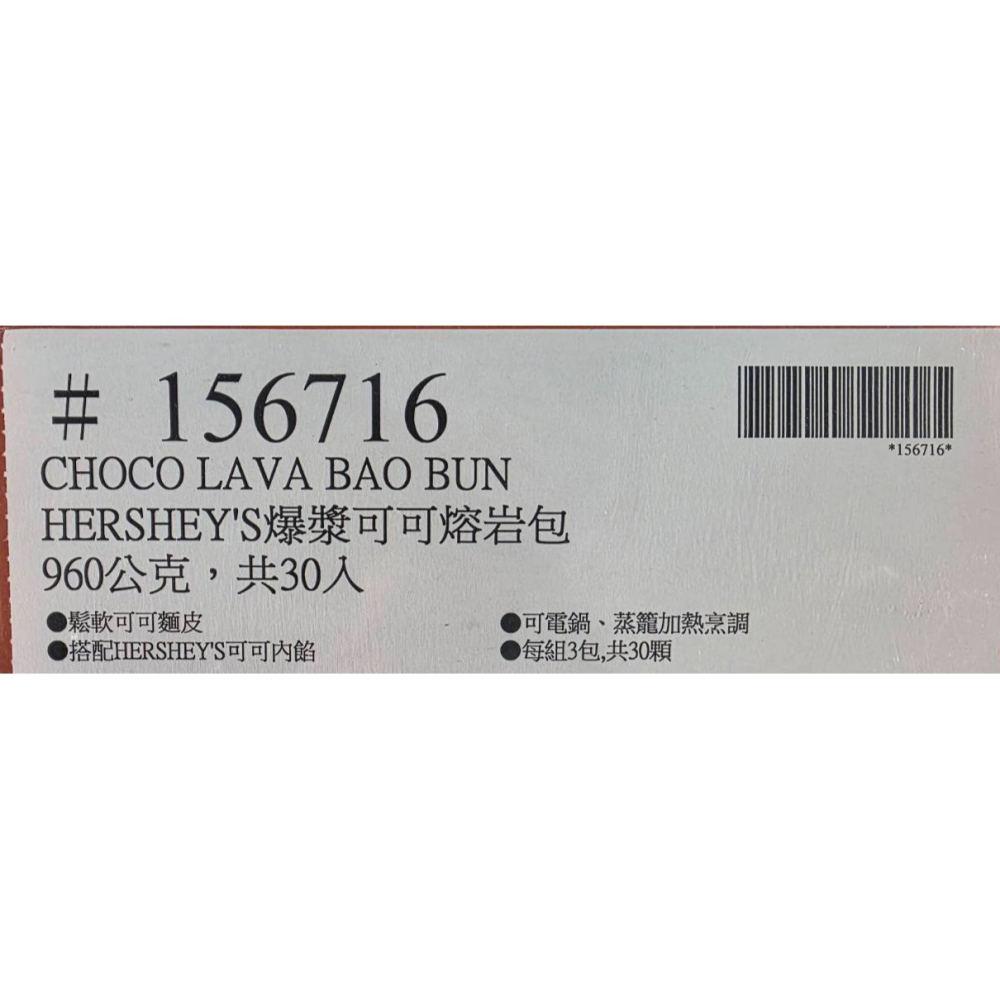 # 156716
*156716*
CHOCO LAVA BAO BUN
HERSHEY'S爆漿可可熔岩包
960公克，共30入
●鬆軟可可麵皮
●搭配HERSHEY'S可可內餡
●可電鍋、蒸籠加熱烹調
●每組3包,共30顆